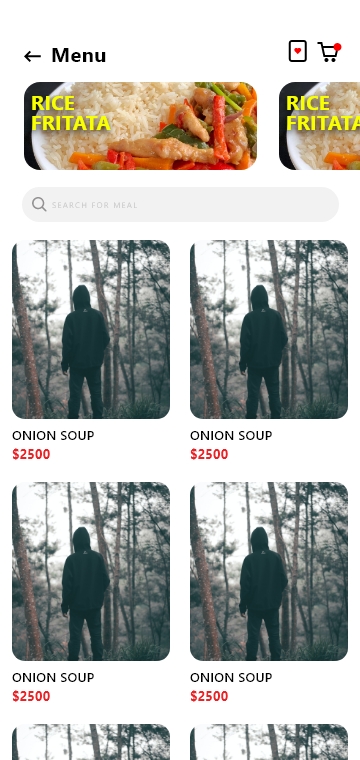 Menu
RICE
FRITATA
RICE
FRITATA
SEARCH FOR MEAL
ONION SOUP
$2500
ONION SOUP
$2500
ONION SOUP
$2500
ONION SOUP
$2500